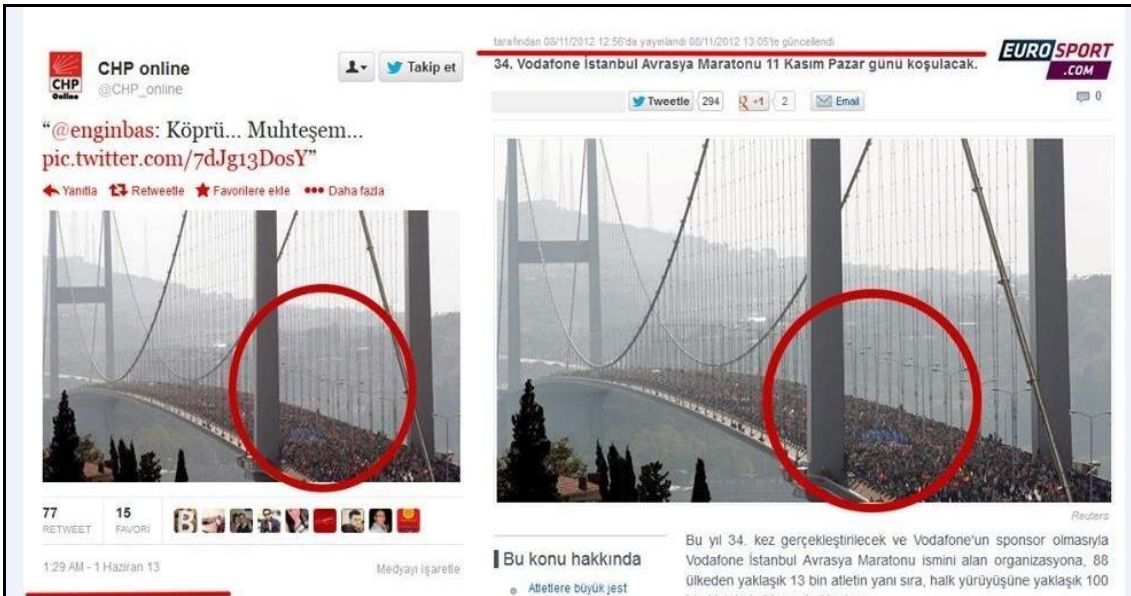 CHP
Online
CHP online
@CHP_online
Takip et
“@enginbas: Köprü... Muhteşem...
pic.twitter.com/7dJg13DosY”
Yanıtla Retweetle Favorilere ekle Daha fazla
77 RETWEET
15 FAVORİ
1:29 AM - 1 Haziran 13
Medyayı işaretle
tarafından 08/11/2012 12:56'da yayınlandı 08/11/2012 13:05'te güncellendi
EUROSPORT
.COM
34. Vodafone İstanbul Avrasya Maratonu 11 Kasım Pazar günü koşulacak.
Tweetle 294 +1 2 Email
0
Reuters
Bu konu hakkında
Atletlere büyük jest
Bu yıl 34. kez gerçekleştirilecek ve Vodafone'un sponsor olmasıyla
Vodafone İstanbul Avrasya Maratonu ismini alan organizasyona, 88
ülkeden yaklaşık 13 bin atletin yanı sıra, halk yürüyüşüne yaklaşık 100